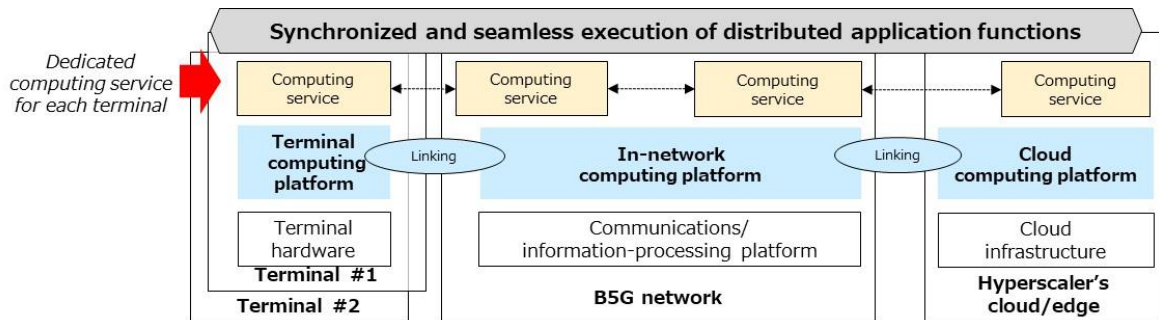 Synchronized and seamless execution of distributed application functions
Dedicated
computing service
for each terminal
Computing
service
Computing
service
Computing
service
Computing
service
Terminal
computing
platform
Linking
In-network
computing platform
Linking
Cloud
computing platform
Terminal
hardware
Communications/
information-processing platform
Cloud
infrastructure
Terminal #1
Terminal #2
B5G network
Hyperscaler's
cloud/edge